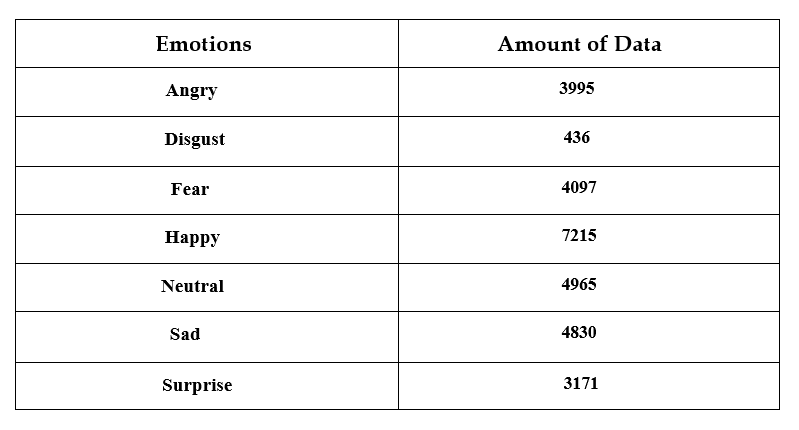 Emotions Amount of Data
Angry 3995
Disgust 436
Fear 4097
Happy 7215
Neutral 4965
Sad 4830
Surprise 3171